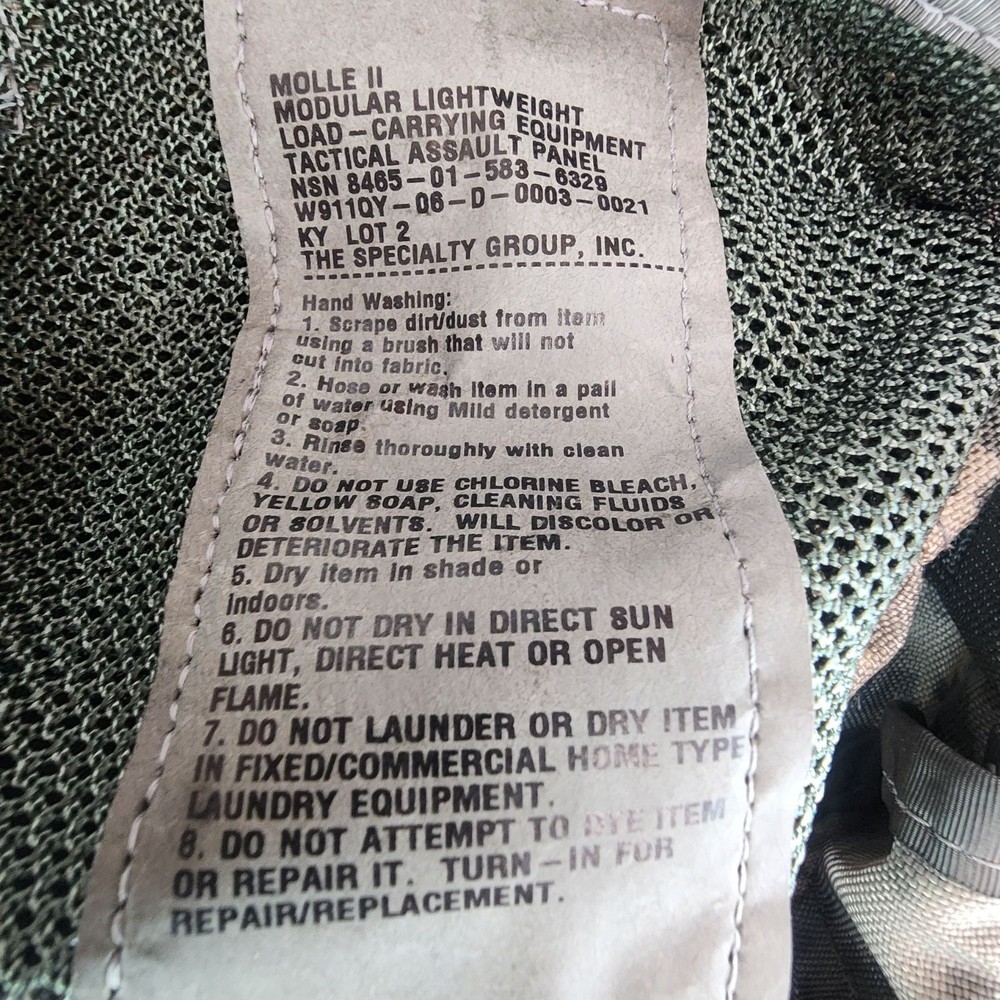 MOLLE II
MODULAR LIGHTWEIGHT
LOAD-CARRYING EQUIPMENT
TACTICAL ASSAULT PANEL
NSN 8465-01-583-6329
W911QY-06-D-0003-0021
KY LOT 2
THE SPECIALTY GROUP, INC.
Hand Washing:
1. Scrape dirt/dust from item
using a brush that will not
cut into fabric.
2. Hose or wash item in a pail
of water using Mild detergent
or soap.
3. Rinse thoroughly with clean
water.
4. DO NOT USE CHLORINE BLEACH,
YELLOW SOAP, CLEANING FLUIDS
OR SOLVENTS. WILL DISCOLOR OR
DETERIORATE THE ITEM.
5. Dry item in shade or
indoors.
6. DO NOT DRY IN DIRECT SUN
LIGHT, DIRECT HEAT OR OPEN
FLAME.
7. DO NOT LAUNDER OR DRY ITEM
IN FIXED/COMMERCIAL HOME TYPE
LAUNDRY EQUIPMENT.
8. DO NOT ATTEMPT TO DYE ITEM
OR REPAIR IT. TURN-IN FOR
REPAIR/REPLACEMENT.